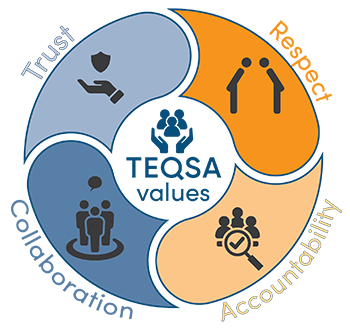 Trust
Respect
TEQSA
values
Collaboration
Accountability